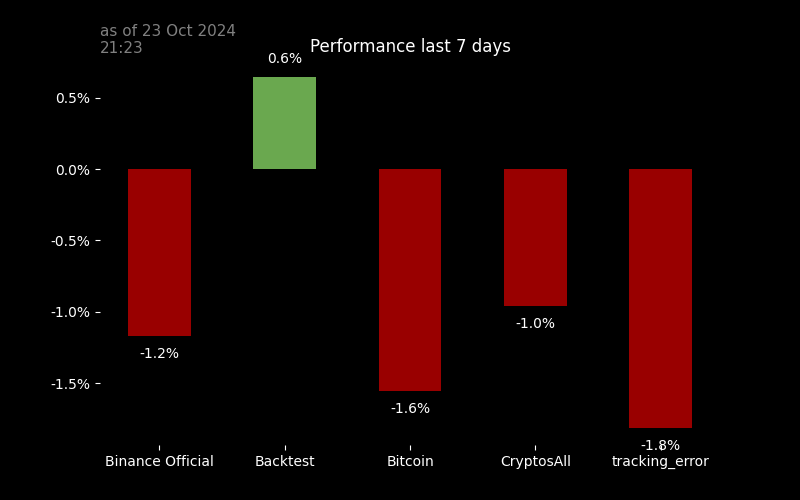 as of 23 Oct 2024
21:23
Performance last 7 days
0.6%
0.5%
0.0%
-0.5%
-1.0%
-1.5%
-1.2%
-1.6%
-1.0%
-1.8%
Binance Official
Backtest
Bitcoin
CryptosAll
tracking_error